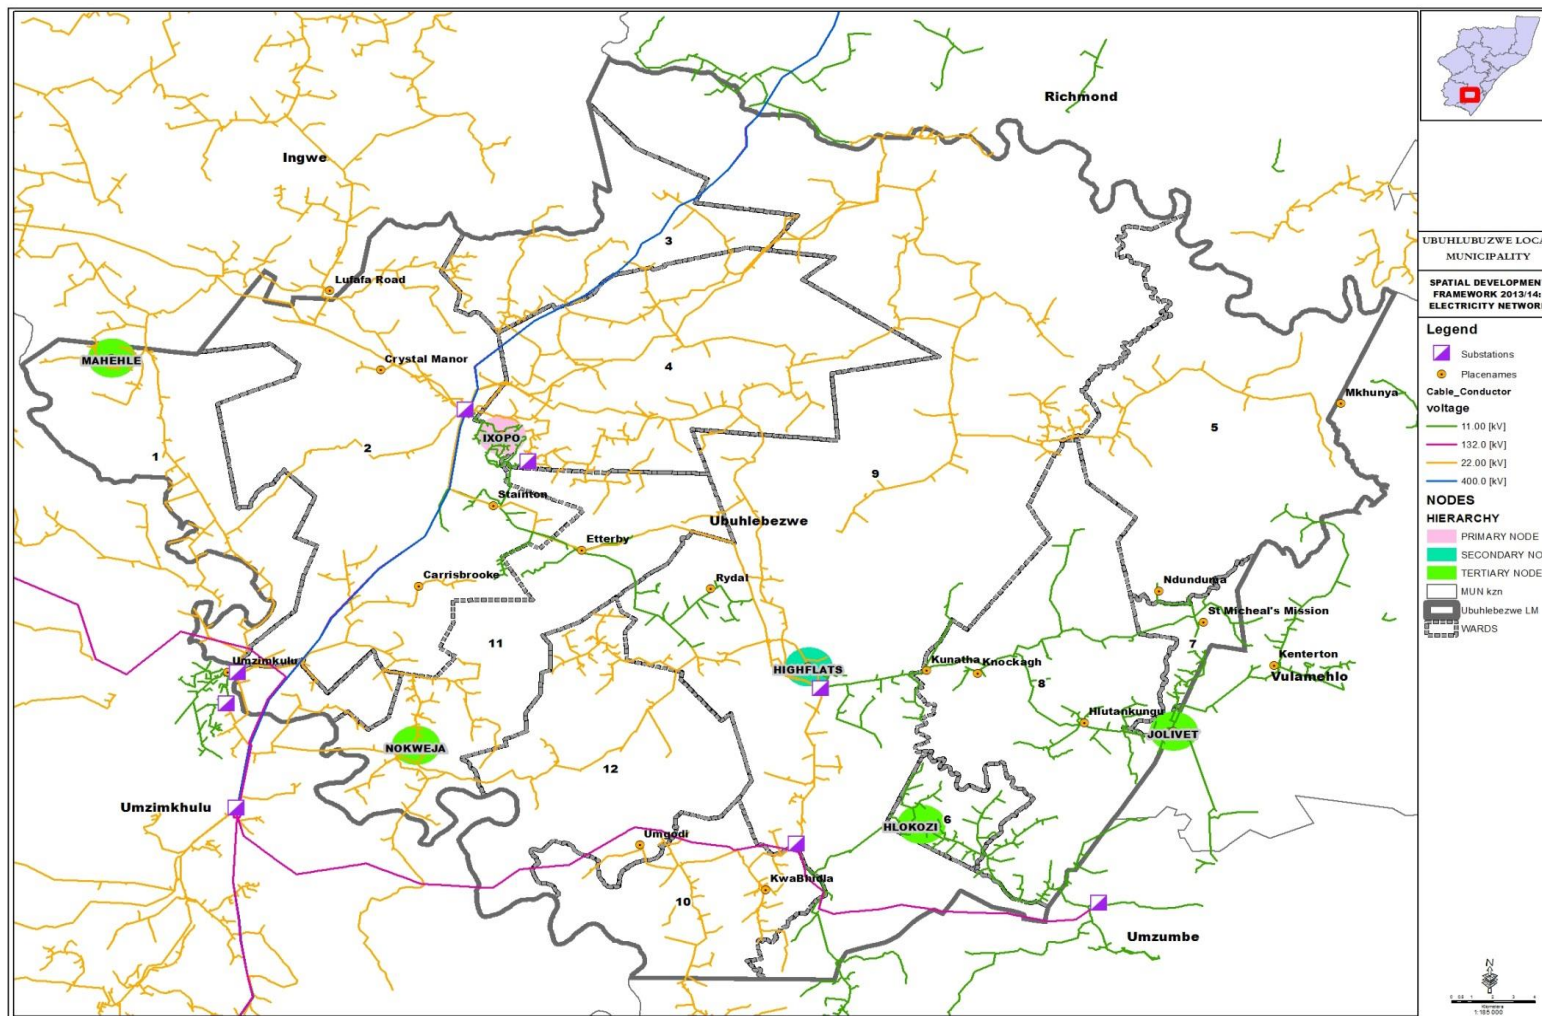 Richmond
Ingwe
3
Lufafa Road
MAHEHLE
Crystal Manor
4
Mkhunya
5
IXOPO
1
2
9
Stainton
Ubuhlebezwe
Etterby
Carrisbrooke
Rydal
Ndunduma
St Micheal's Mission
11
7
Umzimkulu
HIGHFLATS
Kunatha
Knockagh
8
Kenterton
Vulamehlo
Hlutankungu
JOLIVET
NOKWEJA
12
Umzimkhulu
HLOKOZI
6
Umgodi
KwaBhidla
10
Umzumbe
UBUHLUBUZWE LOCA
MUNICIPALITY
SPATIAL DEVELOPMEN
FRAMEWORK 2013/14:
ELECTRICITY NETWOR
Legend
Substations
Placenames
Cable_Conductor
voltage
11.00 [kV]
132.0 [kV]
22.00 [kV]
400.0 [kV]
NODES
HIERARCHY
PRIMARY NODE
SECONDARY NO
TERTIARY NODE
MUN kzn
Ubuhlebezwe LM
WARDS
N
Kilometers
1:185 000